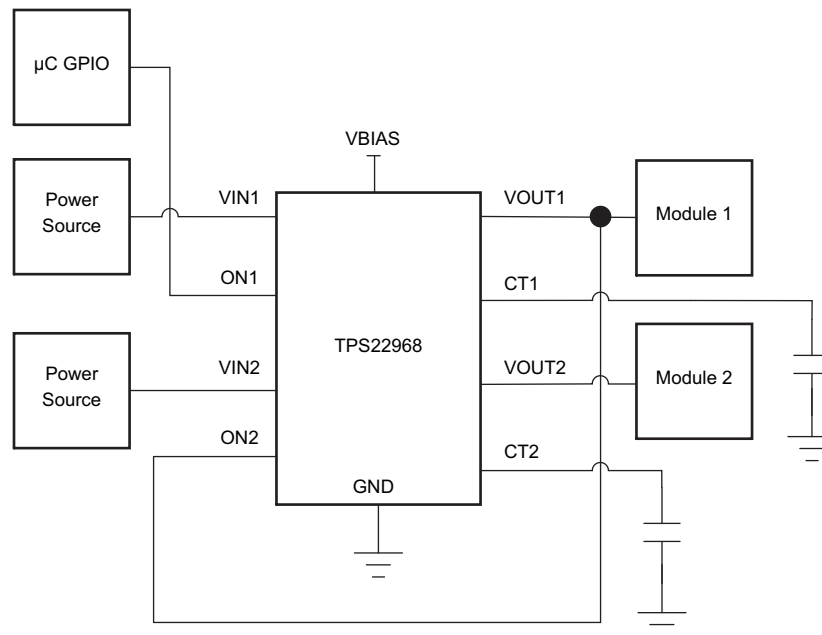 µC GPIO
VBIAS
Power
Source
VIN1
VOUT1
Module 1
ON1
CT1
TPS22968
Power
Source
VIN2
VOUT2
Module 2
ON2
CT2
GND